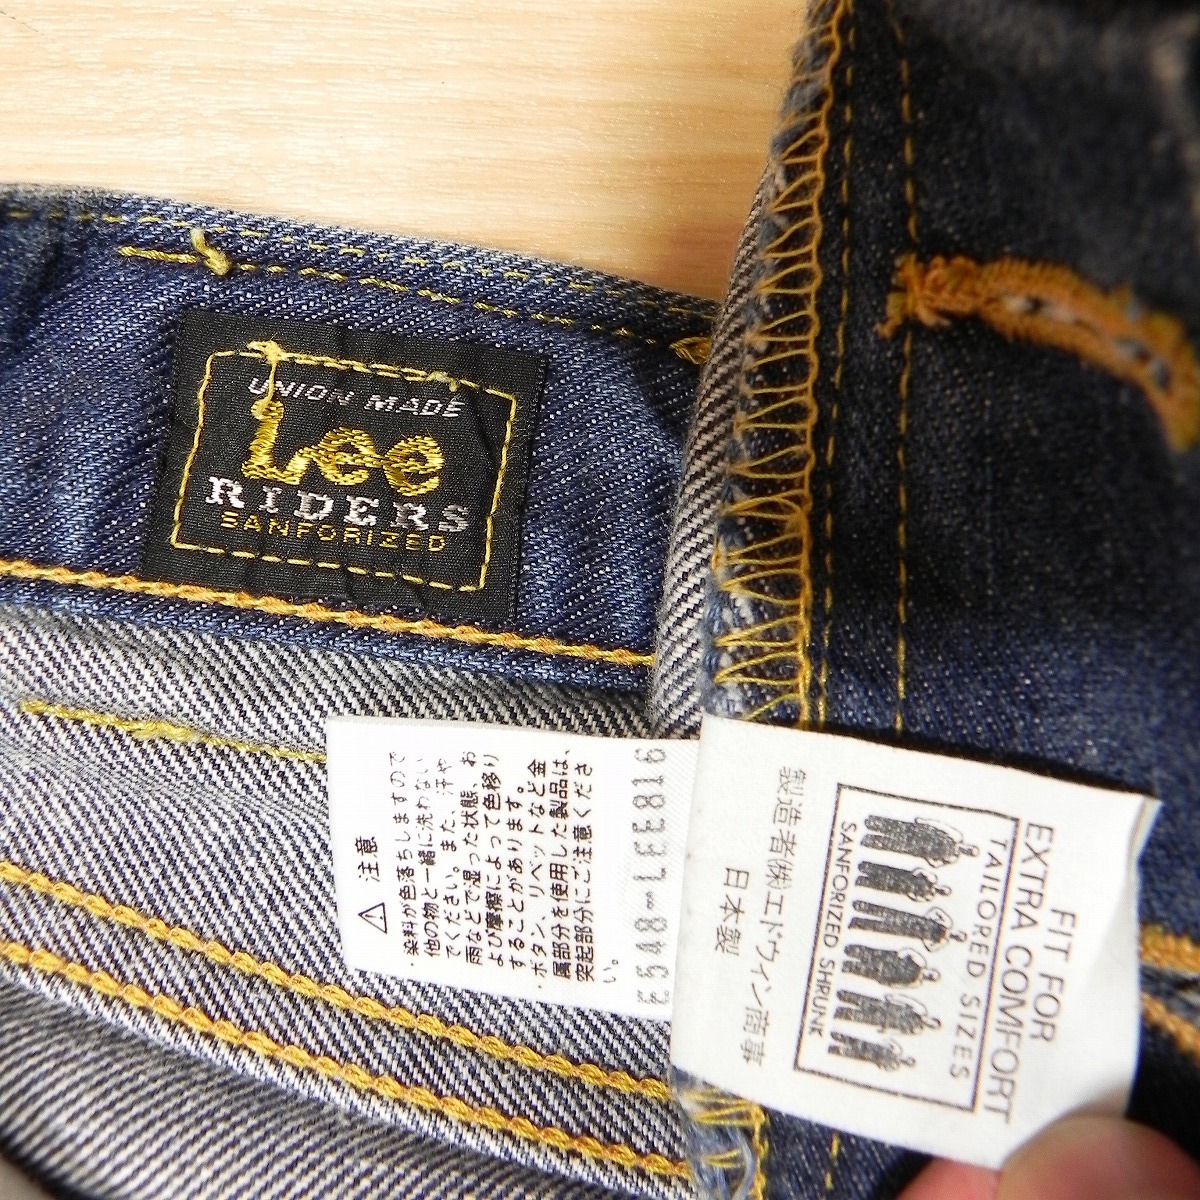 UNION MADE
Lee
RIDERS
SANFORIZED
注意
・染料が色落ちしますので
他の物と一緒に洗わない
でください。また、汗や
雨などで湿った状態、お
よび摩擦によって色移り
することがあります。
・ボタン、リベットなど金
属部分を使用した製品は、
突起部分にご注意くださ
い。
FIT FOR
EXTRA COMFORT
TAILORED SIZES
SANFORIZED SHRUNK
製造者㈱エドウィン商事
日本製